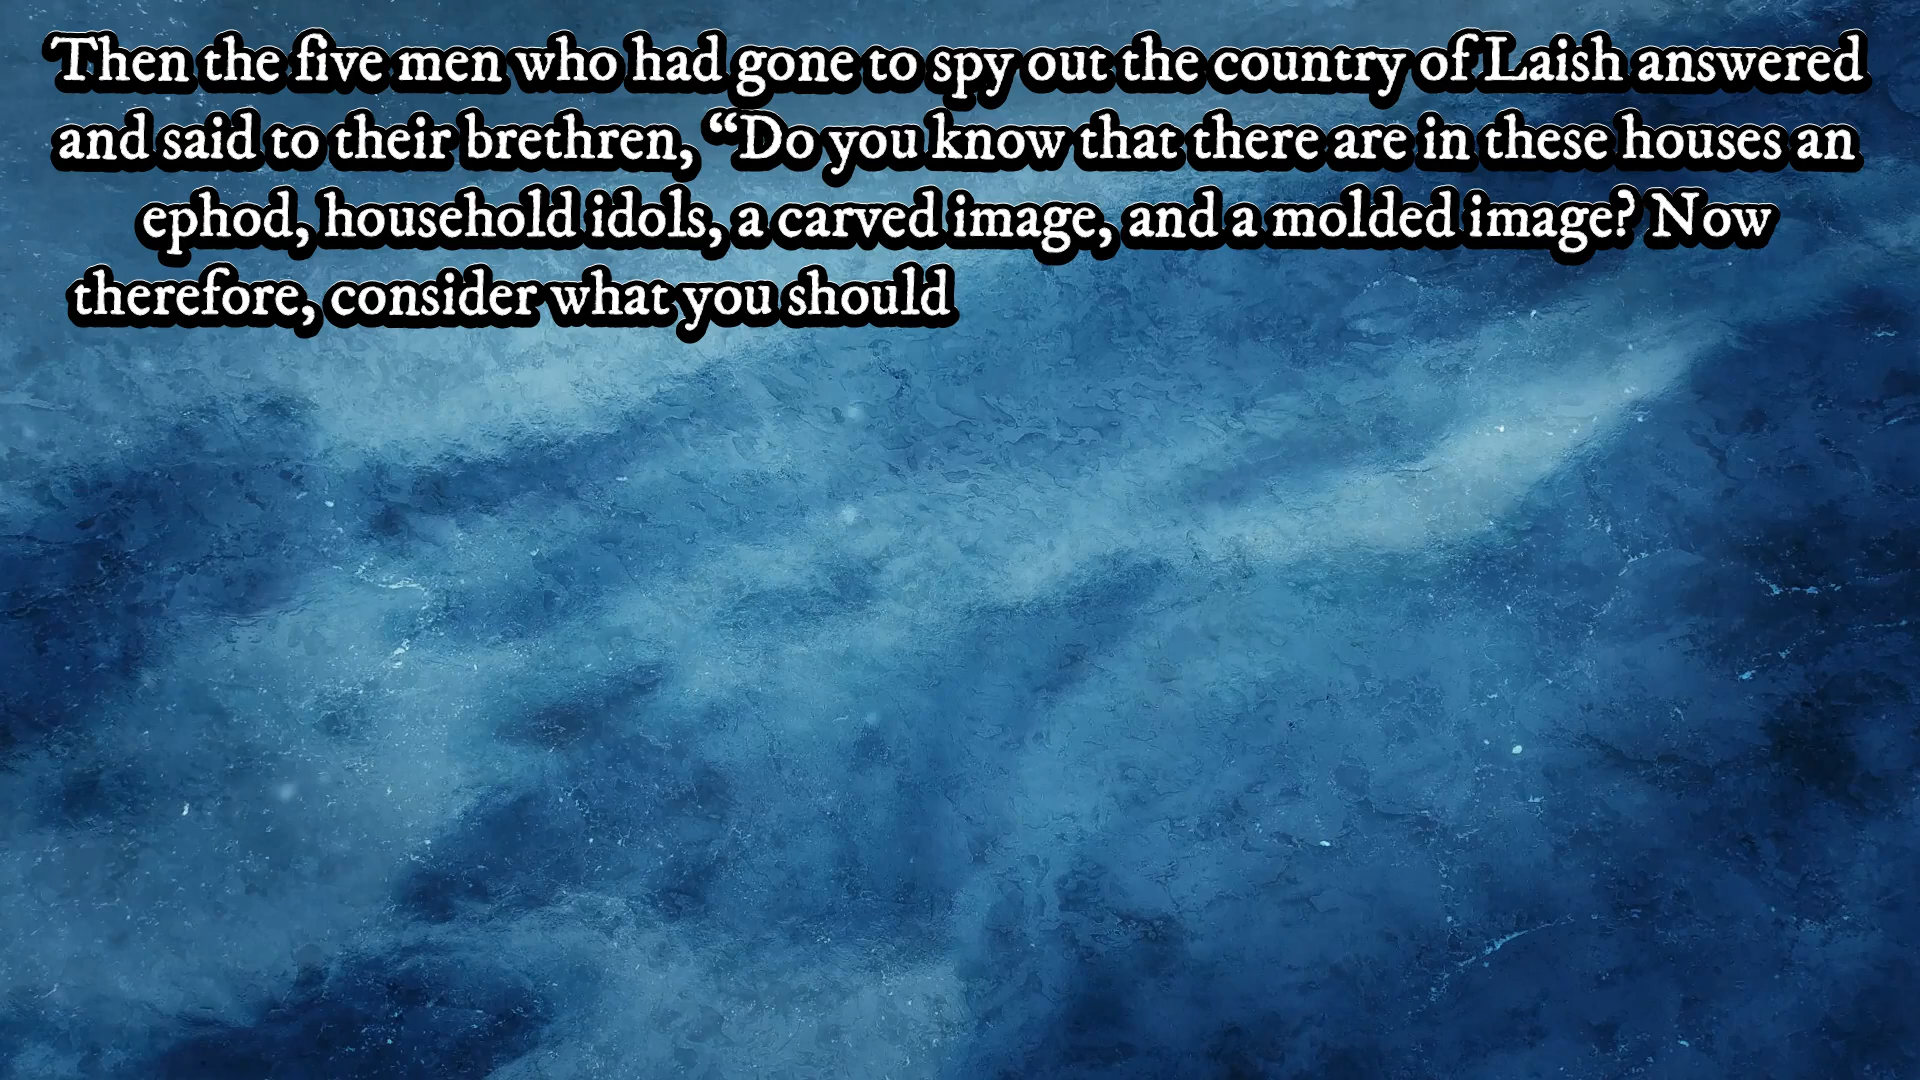 Then the five men who had gone to spy out the country of Laish answered
and said to their brethren, “Do you know that there are in these houses an
ephod, household idols, a carved image, and a molded image? Now
therefore, consider what you should